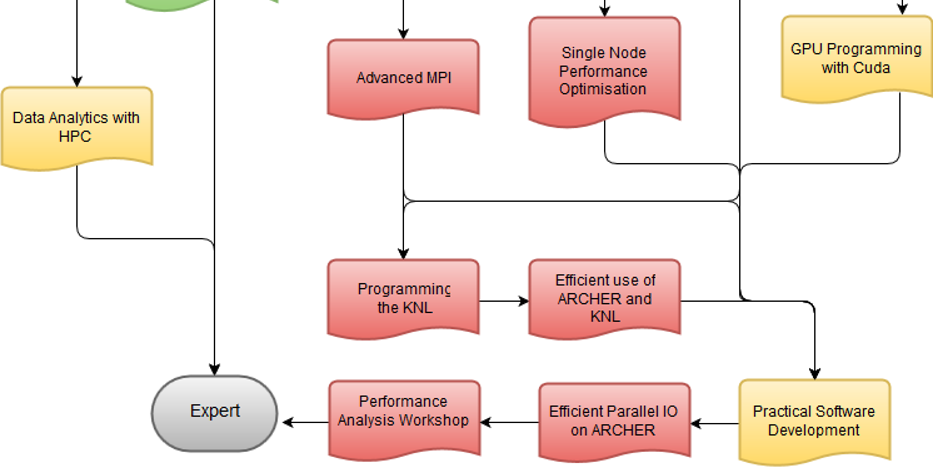 Single Node
Performance
Optimisation
GPU Programming
with Cuda
Advanced MPI
Data Analytics with
HPC
Programming
the KNL
Efficient use of
ARCHER and
KNL
Expert
Performance
Analysis Workshop
Efficient Parallel IO
on ARCHER
Practical Software
Development